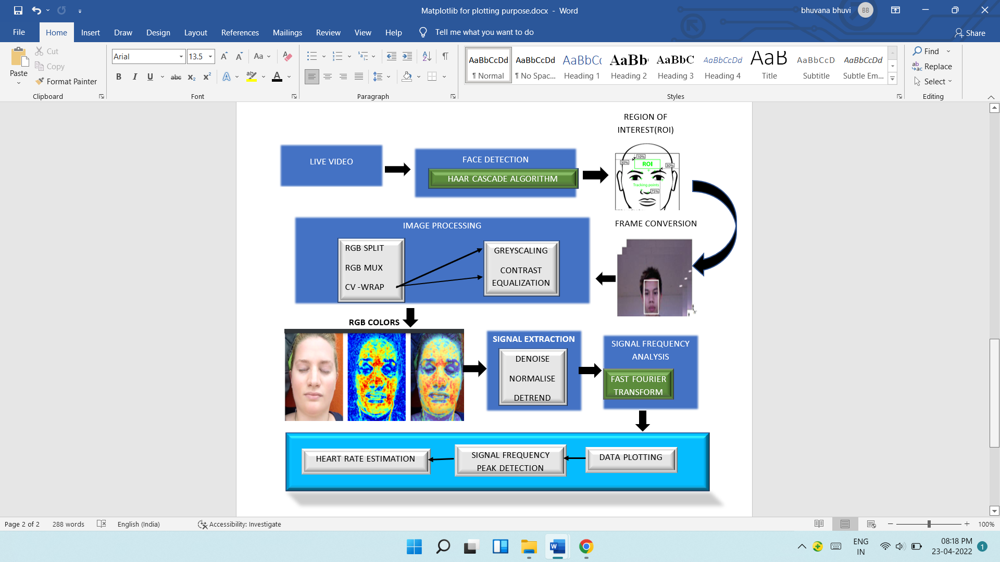 Matplotlib for plotting purpose.docx - Word
bhuvana bhuvi BB
File Home Insert Draw Design Layout References Mailings Review View Help Tell me what you want to do Share
Paste
Cut
Copy
Format Painter
Clipboard
Arial 13.5
Aa
B I U abc x₂ x² A ab A
Font
Paragraph
AaBbCcDd AaBbCcDd AaBbCc AaBb AaBbC AaBbCcDd AaB AaBbCcD AaBbCcDd
¶ Normal ¶ No Spac... Heading 1 Heading 2 Heading 3 Heading 4 Title Subtitle Subtle Em...
Styles
Find
Replace
Select
Editing
REGION OF
INTEREST(ROI)
LIVE VIDEO
FACE DETECTION
HAAR CASCADE ALGORITHM
10%
30%
ROI
30%
Tracking points
75%
FRAME CONVERSION
IMAGE PROCESSING
RGB SPLIT
RGB MUX
CV -WRAP
GREYSCALING
CONTRAST
EQUALIZATION
RGB COLORS
SIGNAL EXTRACTION
DENOISE
NORMALISE
DETREND
SIGNAL FREQUENCY
ANALYSIS
FAST FOURIER
TRANSFORM
HEART RATE ESTIMATION
SIGNAL FREQUENCY
PEAK DETECTION
DATA PLOTTING
Page 2 of 2 288 words English (India) Accessibility: Investigate 100%
ENG
IN
08:18 PM
23-04-2022
1